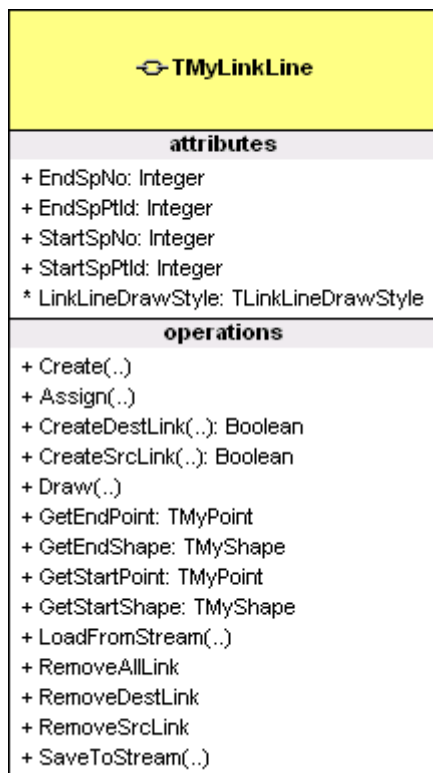 TMyLinkLine
attributes
+ EndSpNo: Integer
+ EndSpPtId: Integer
+ StartSpNo: Integer
+ StartSpPtId: Integer
* LinkLineDrawStyle: TLinkLineDrawStyle
operations
+ Create(..)
+ Assign(..)
+ CreateDestLink(..): Boolean
+ CreateSrcLink(..): Boolean
+ Draw(..)
+ GetEndPoint: TMyPoint
+ GetEndShape: TMyShape
+ GetStartPoint: TMyPoint
+ GetStartShape: TMyShape
+ LoadFromStream(..)
+ RemoveAllLink
+ RemoveDestLink
+ RemoveSrcLink
+ SaveToStream(..)